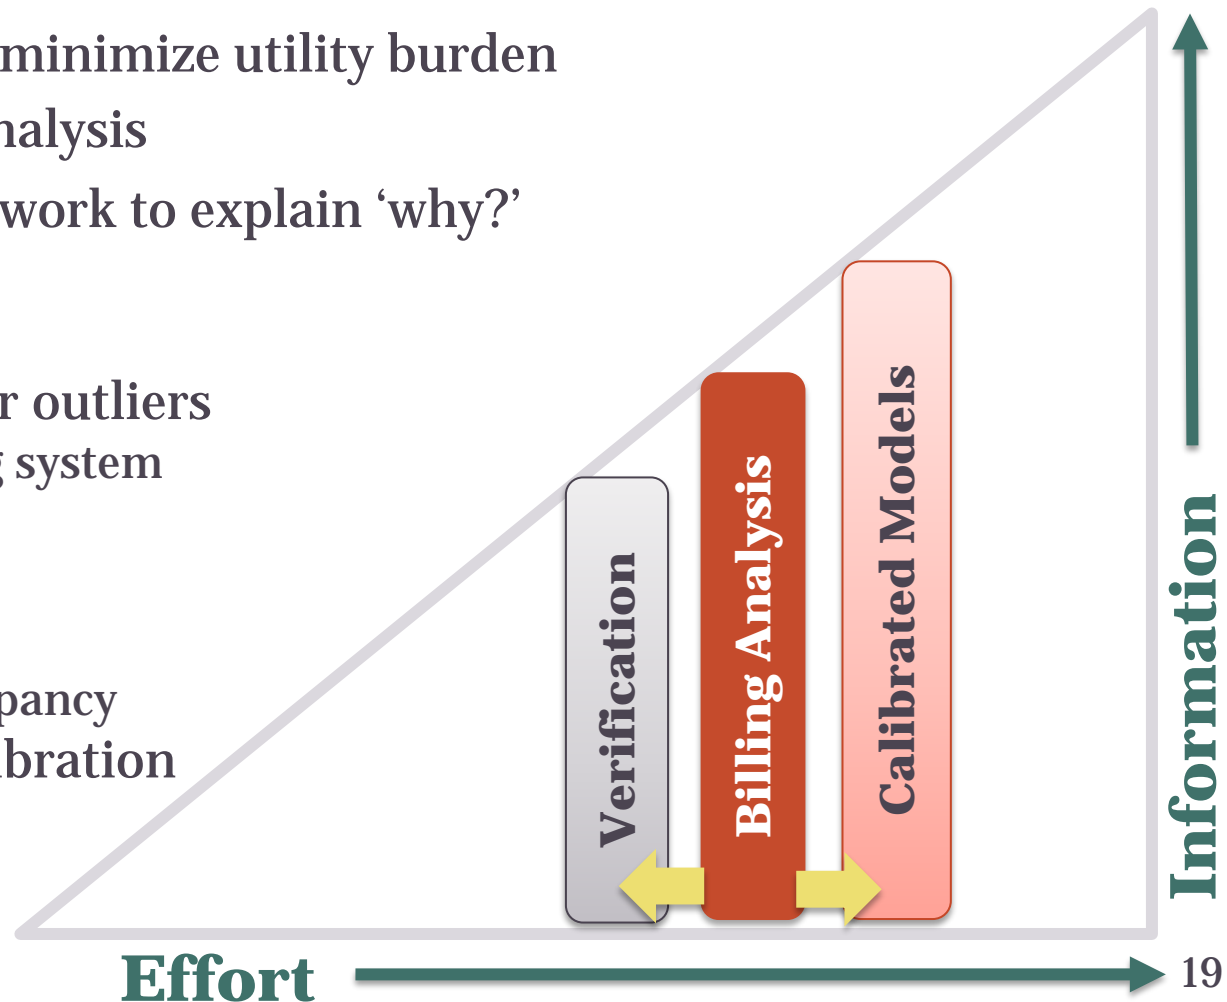 minimize utility burden
nalysis
work to explain ‘why?’
r outliers
g system
pancy
bration
Verification
Billing Analysis
Calibrated Models
Information
Effort
19